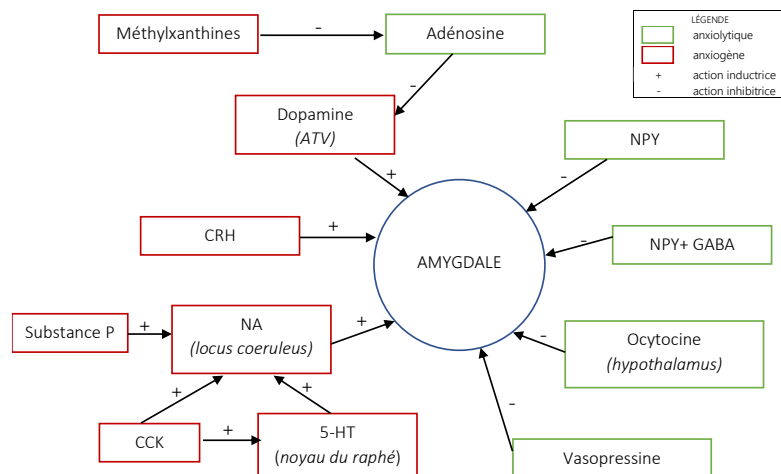 LÉGENDE
anxiolytique
anxiogène
+ action inductrice
- action inhibitrice
Méthylxanthines
-
Adénosine
-
Dopamine
(ATV)
+
NPY
-
CRH
+
AMYGDALE
-
NPY+ GABA
Substance P
+
NA
(locus coeruleus)
+
-
Ocytocine
(hypothalamus)
+
+
-
CCK
+
5-HT
(noyau du raphé)
Vasopressine